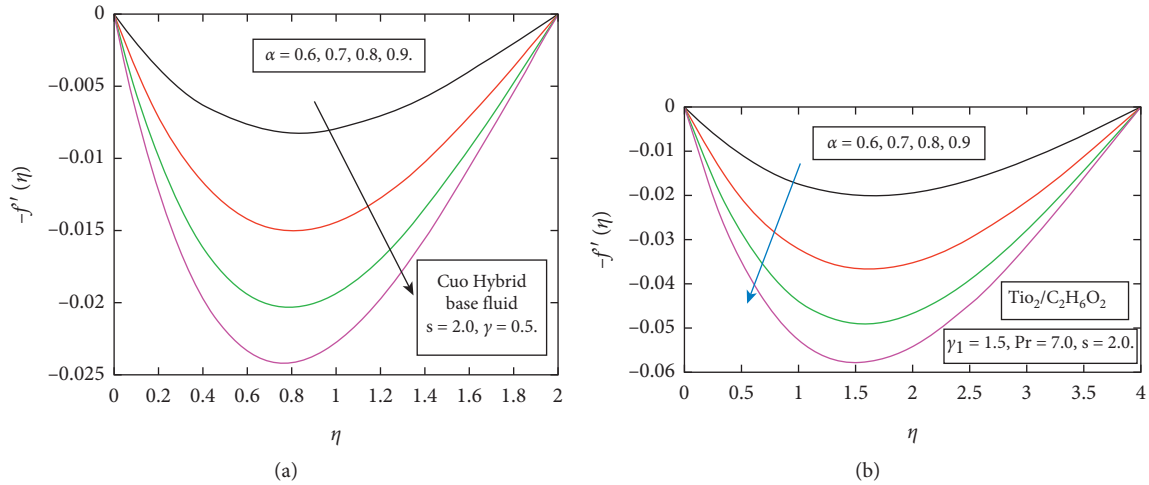 0
−0.005
−0.01
−0.015
−0.02
−0.025
−f′ (η)
α = 0.6, 0.7, 0.8, 0.9.
Cuo Hybrid
base fluid
s = 2.0, γ = 0.5.
0 0.2 0.4 0.6 0.8 1 1.2 1.4 1.6 1.8 2
η
(a)
0
−0.01
−0.02
−0.03
−0.04
−0.05
−0.06
−f′ (η)
α = 0.6, 0.7, 0.8, 0.9
Tio₂/C₂H₆O₂
γ₁ = 1.5, Pr = 7.0, s = 2.0.
0 0.5 1 1.5 2 2.5 3 3.5 4
η
(b)